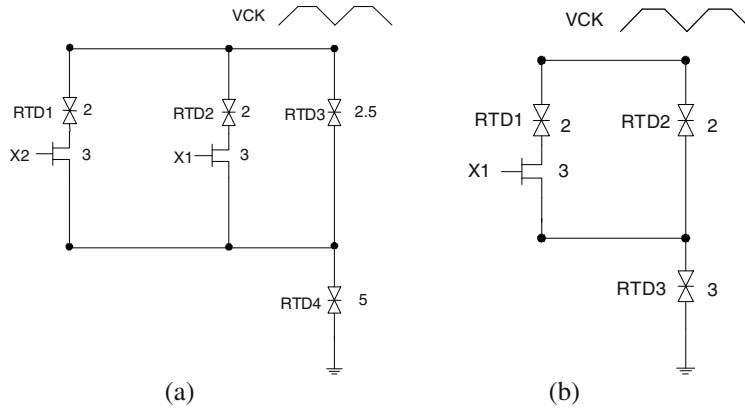 VCK
RTD1 2
RTD2 2
RTD3 2.5
X2 3
X1 3
RTD4 5
(a)
VCK
RTD1 2
RTD2 2
X1 3
RTD3 3
(b)